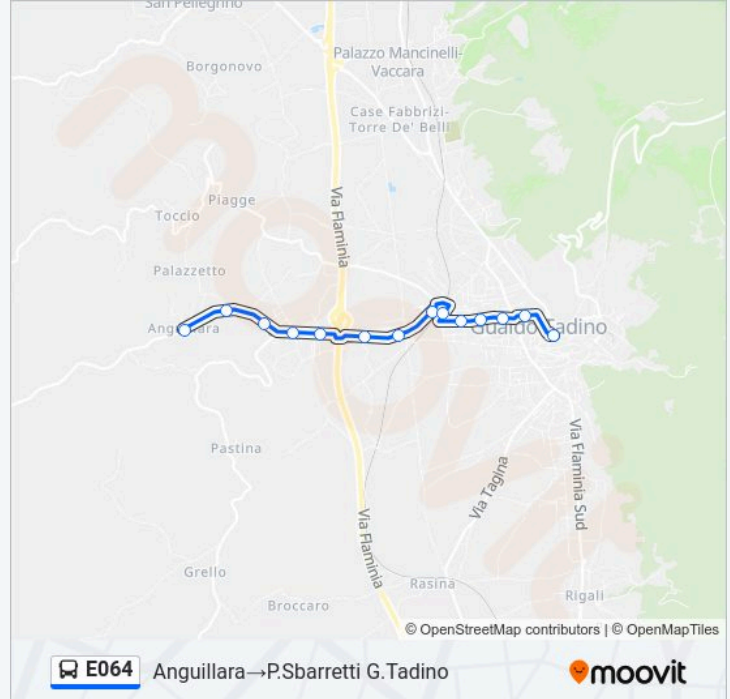 San Pellegrino
Borgonovo
Palazzo Mancinelli-
Vaccara
Case Fabbrizi-
Torre De' Belli
Via Flaminia
Piagge
Toccio
Palazzetto
Anguillara
Gualdo Tadino
Pastina
Via Flaminia Sud
Via Tagina
Via Flaminia
Grello
Rasina
Broccaro
Rigali
moovit
© OpenStreetMap contributors | © OpenMapTiles
E064 Anguillara→P.Sbarretti G.Tadino
moovit